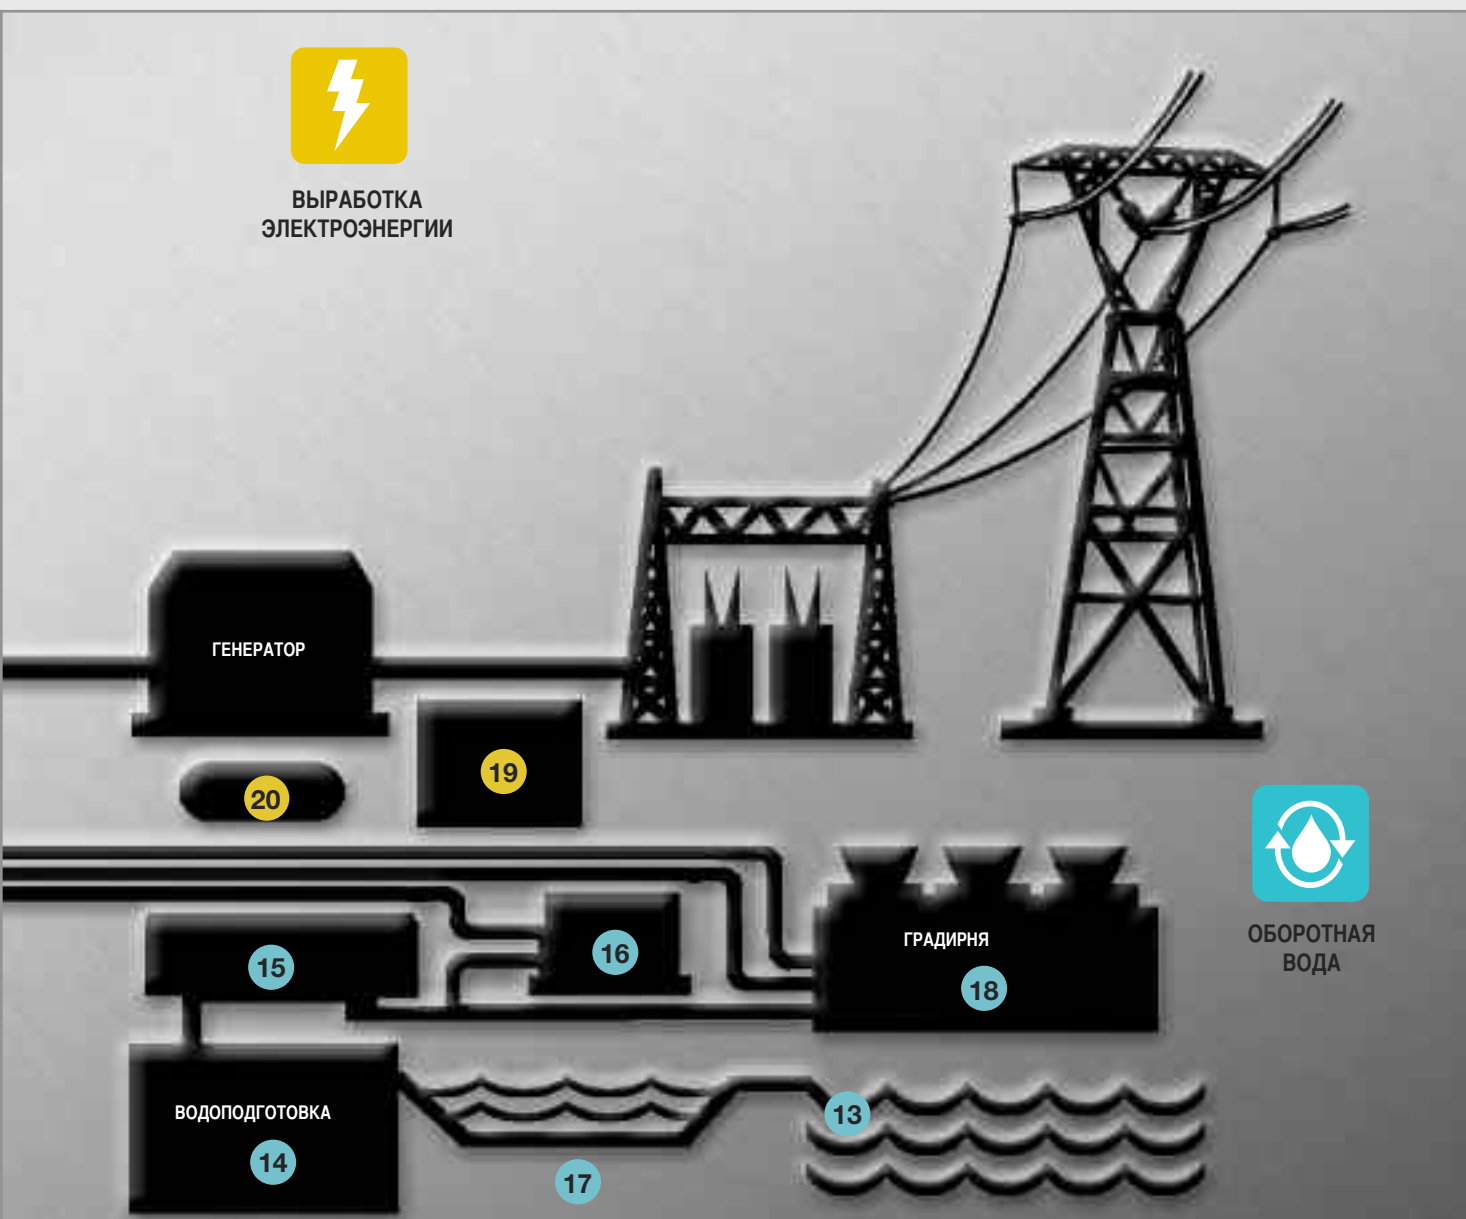 ВЫРАБОТКА
ЭЛЕКТРОЭНЕРГИИ
ГЕНЕРАТОР
19
20
ОБОРОТНАЯ
ВОДА
ГРАДИРНЯ
16
15
18
ВОДОПОДГОТОВКА
13
14
17